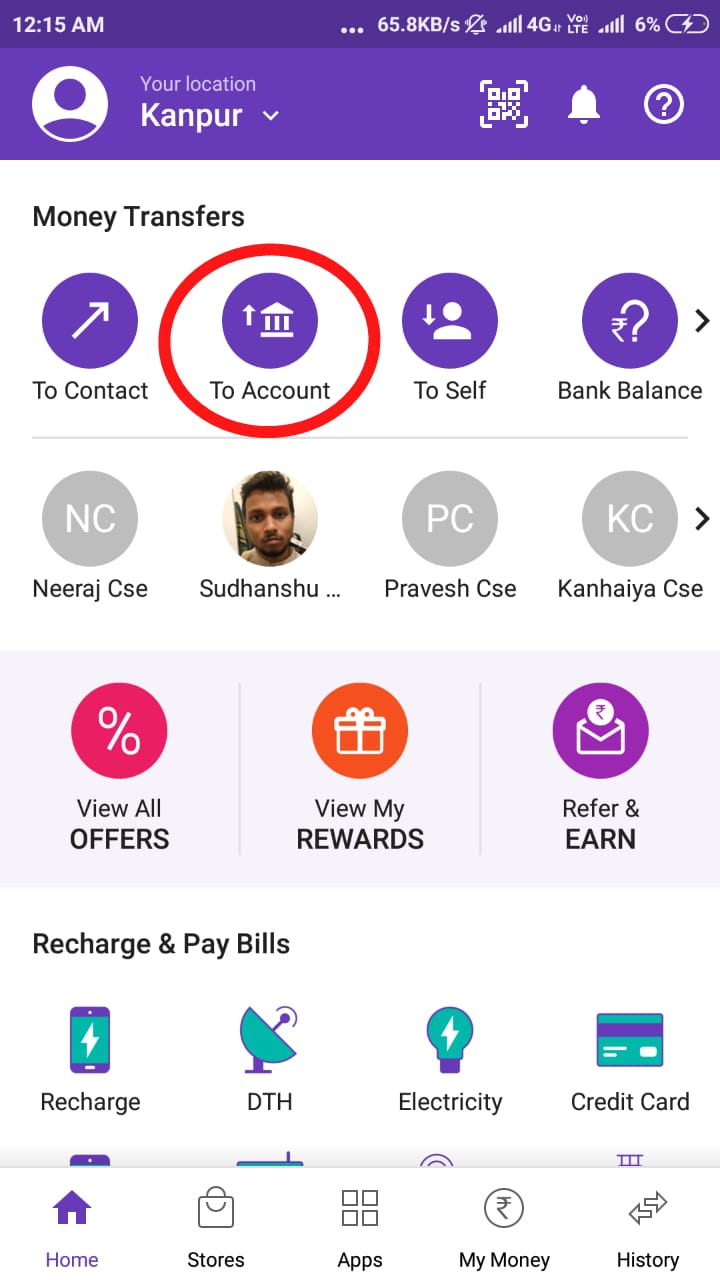 12:15 AM ... 65.8KB/s 4G VoLTE 6%
Your location
Kanpur
Money Transfers
To Contact To Account To Self Bank Balance
NC PC KC
Neeraj Cse Sudhanshu ... Pravesh Cse Kanhaiya Cse
View All View My Refer &
OFFERS REWARDS EARN
Recharge & Pay Bills
Recharge DTH Electricity Credit Card
Home Stores Apps My Money History